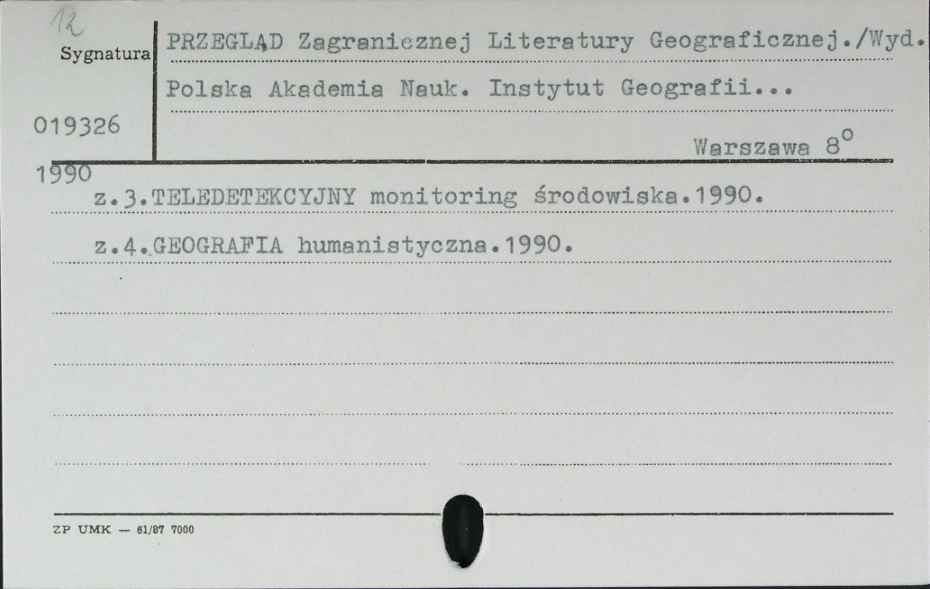 12
Sygnatura
PRZEGLĄD Zagranicznej Literatury Geograficznej./Wyd.
Polska Akademia Nauk. Instytut Geografii...
019326
Warszawa 8°
1990
z.3.TELEDETEKCYJNY monitoring środowiska.1990.
z.4.GEOGRAFIA humanistyczna.1990.
ZP UMK — 61/87 7000